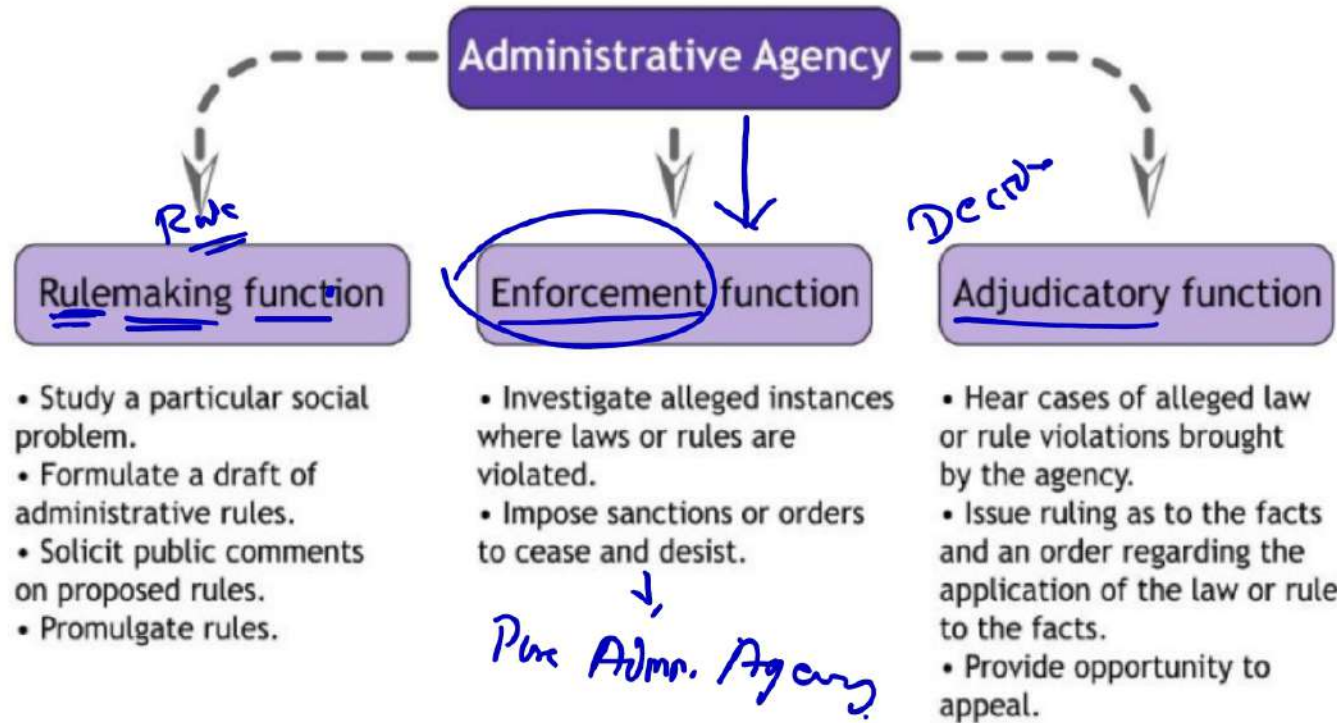 Administrative Agency
Rule
Decide
Rulemaking function
Enforcement function
Adjudicatory function
• Study a particular social
problem.
• Formulate a draft of
administrative rules.
• Solicit public comments
on proposed rules.
• Promulgate rules.
• Investigate alleged instances
where laws or rules are
violated.
• Impose sanctions or orders
to cease and desist.
Pure Admn. Agency
• Hear cases of alleged law
or rule violations brought
by the agency.
• Issue ruling as to the facts
and an order regarding the
application of the law or rule
to the facts.
• Provide opportunity to
appeal.